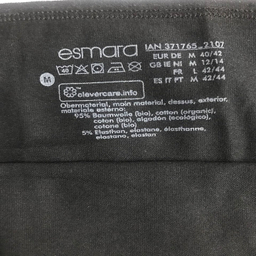 esmara
IAN 371765_2107
EUR DE M 40/42
GB IE NI M 12/14
FR L 42/44
ES IT PT M 42/44
M
40
clevercare.info
Obermaterial, main material, dessus, exterior,
materiale esterno:
95% Baumwolle (bio), cotton (organic),
coton (bio), algodón (ecológico),
cotone (bio)
5% Elasthan, elastane, élasthanne,
elastano, elastan